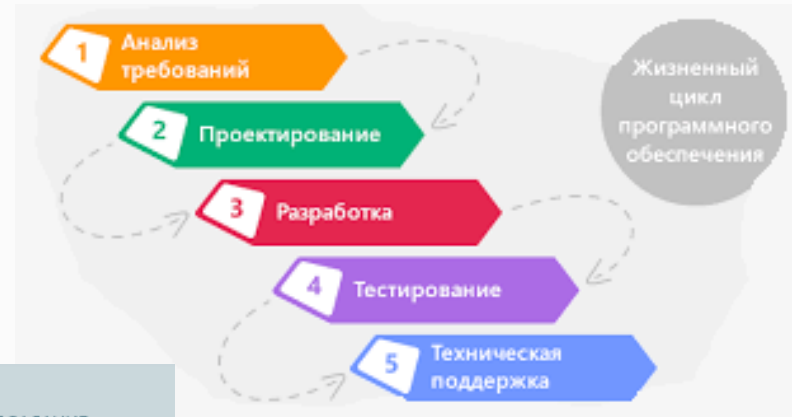 1
Анализ
требований
2
Проектирование
3
Разработка
4
Тестирование
5
Техническая
поддержка
Жизненный
цикл
программного
обеспечения